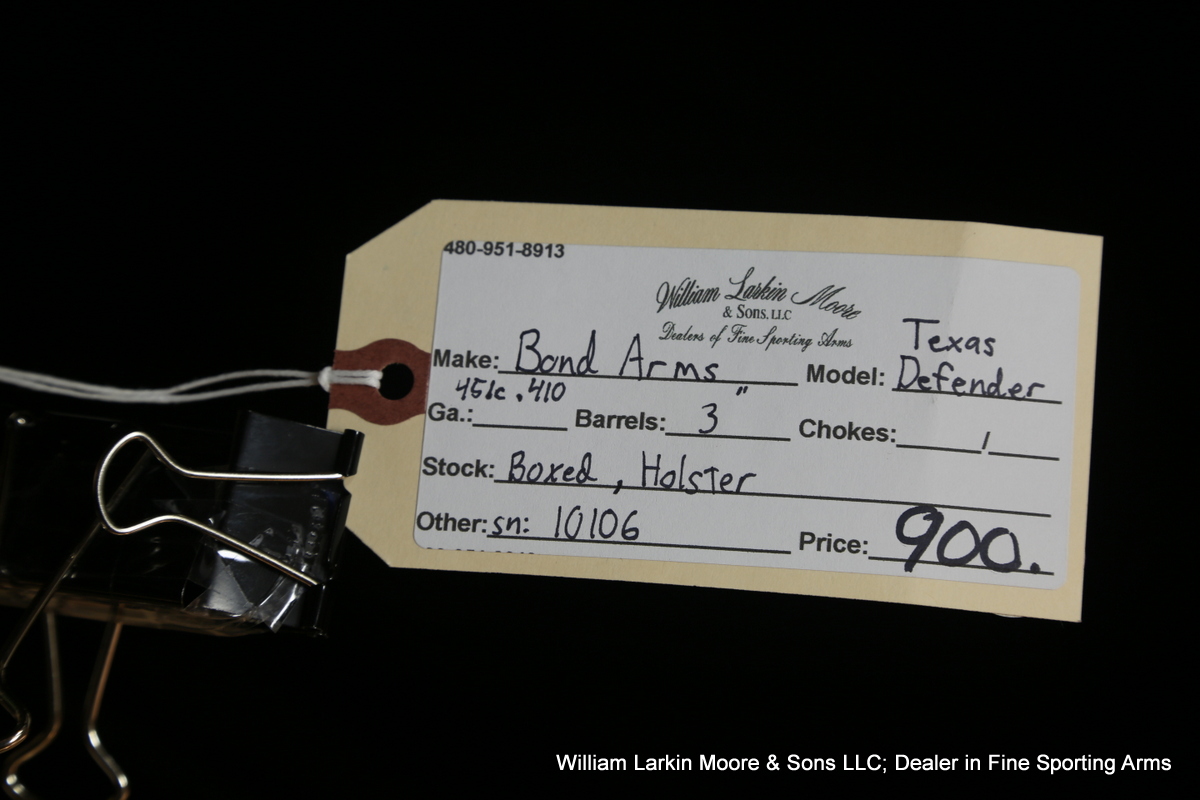 480-951-8913
William Larkin Moore
& Sons, LLC
Dealers of Fine Sporting Arms
Make: Bond Arms Model: Texas Defender
Ga.: 45lc .410 Barrels: 3" Chokes: /
Stock: Boxed, Holster
Other: sn: 10106 Price: 900.
William Larkin Moore & Sons LLC; Dealer in Fine Sporting Arms